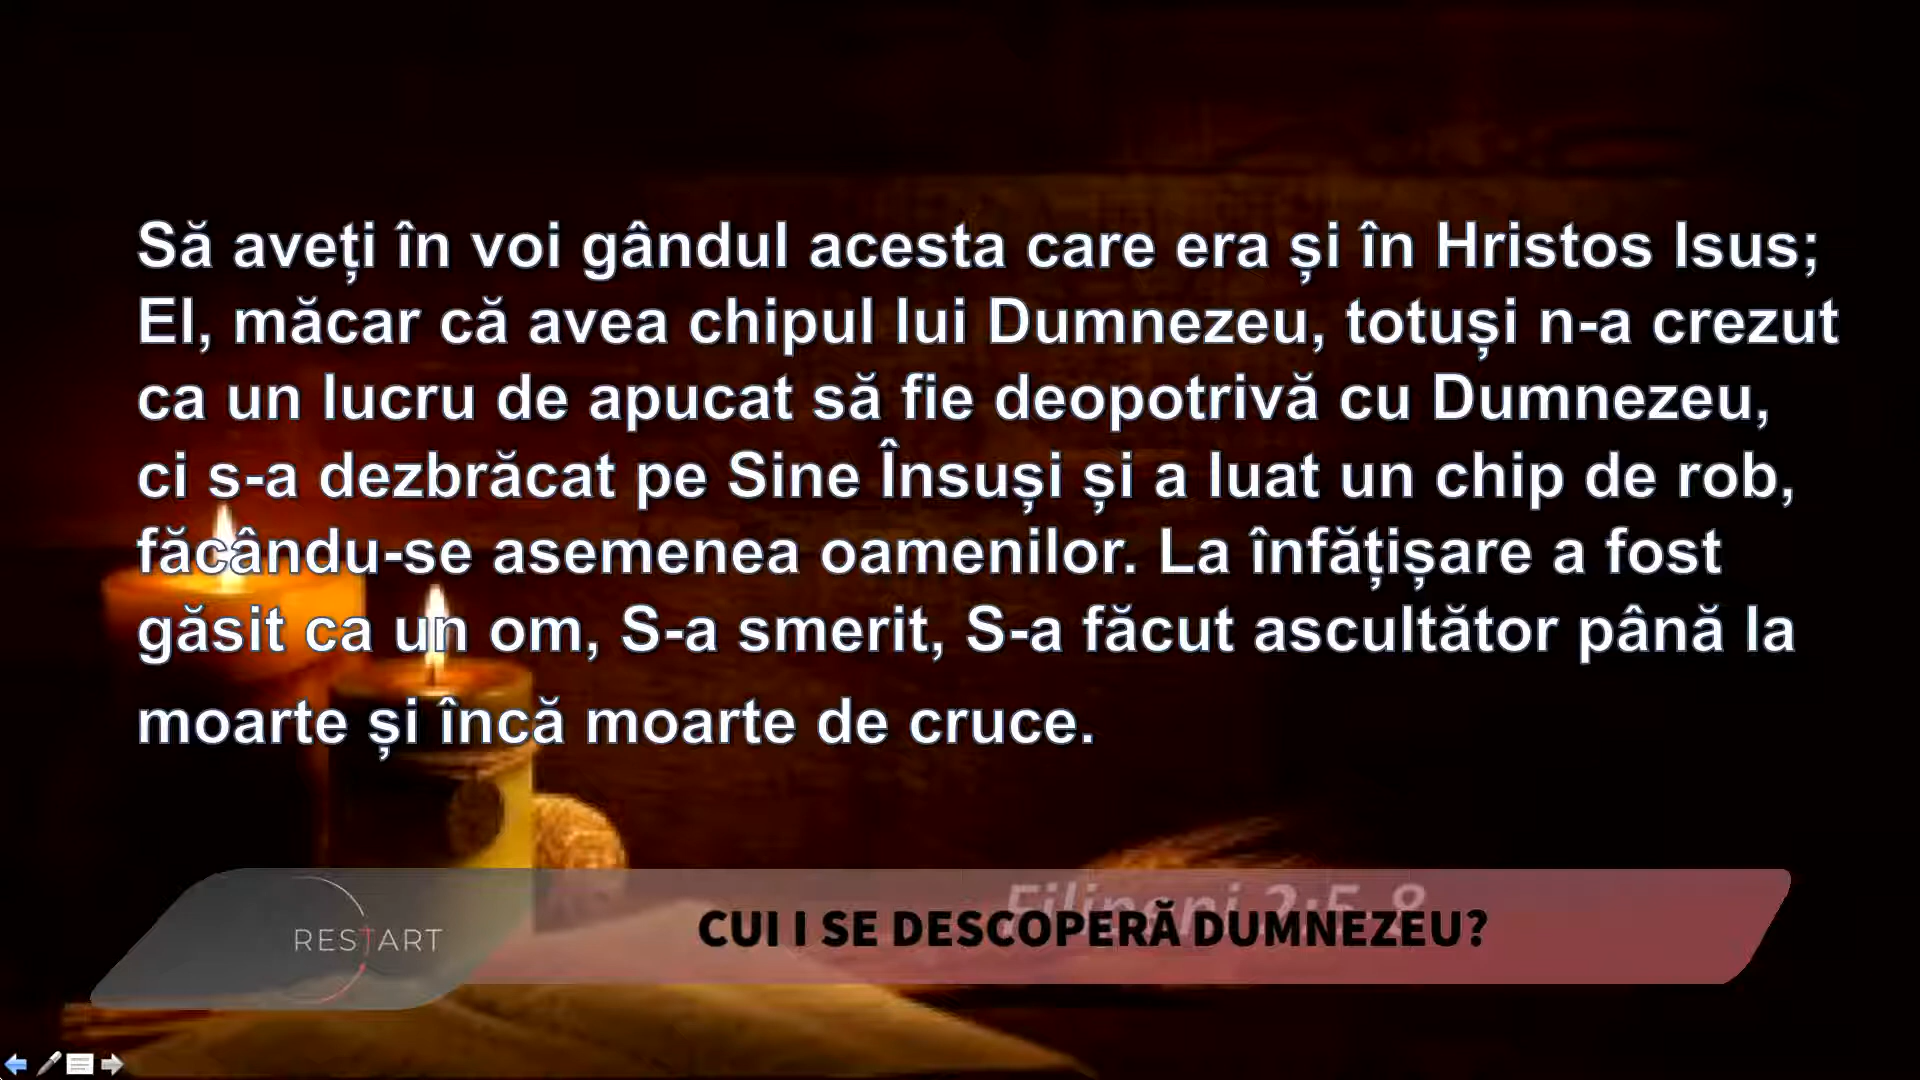 Să aveți în voi gândul acesta care era și în Hristos Isus;
El, măcar că avea chipul lui Dumnezeu, totuși n-a crezut
ca un lucru de apucat să fie deopotrivă cu Dumnezeu,
ci s-a dezbrăcat pe Sine Însuși și a luat un chip de rob,
făcându-se asemenea oamenilor. La înfățișare a fost
găsit ca un om, S-a smerit, S-a făcut ascultător până la
moarte și încă moarte de cruce.
Filipeni 2:5-8
RESTART
CUI I SE DESCOPERĂ DUMNEZEU?